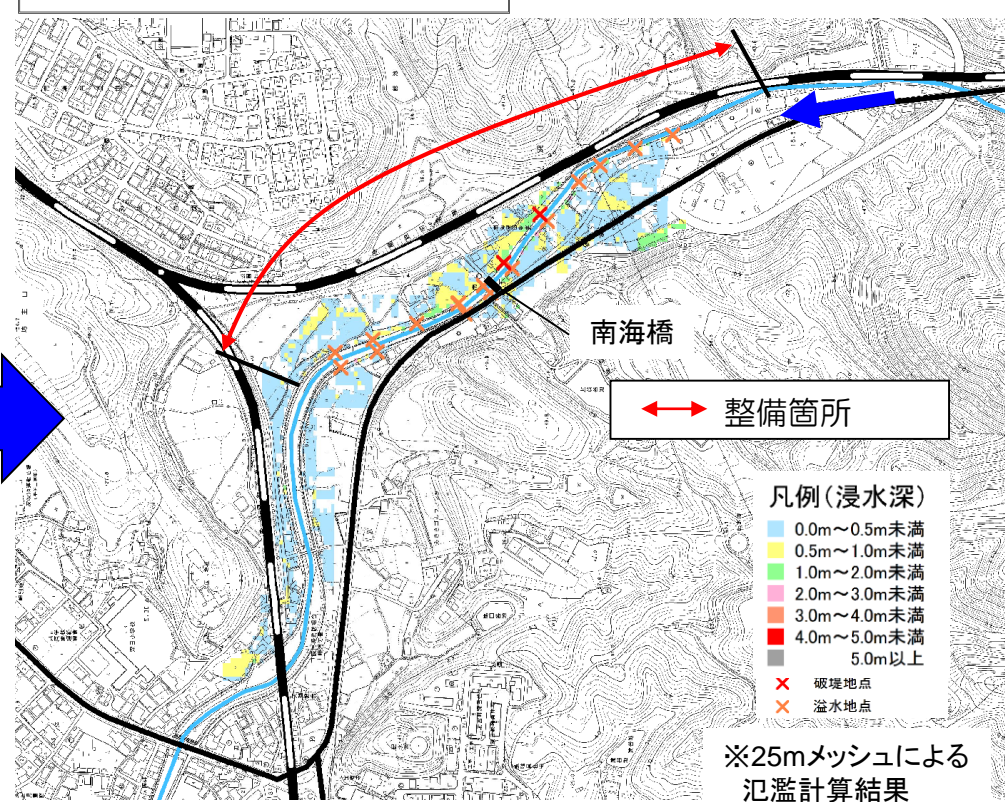 南海橋
整備箇所
凡例(浸水深)
0.0m～0.5m未満
0.5m～1.0m未満
1.0m～2.0m未満
2.0m～3.0m未満
3.0m～4.0m未満
4.0m～5.0m未満
5.0m以上
破堤地点
溢水地点
※25mメッシュによる
氾濫計算結果